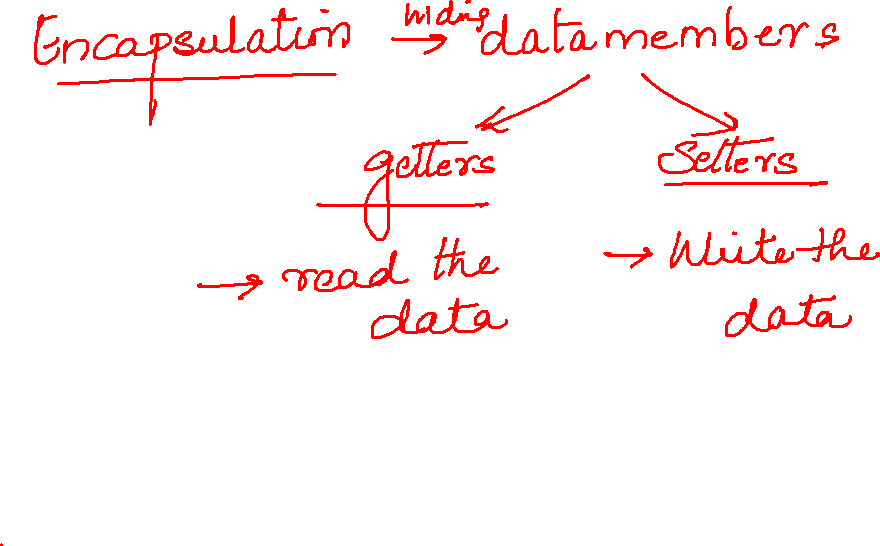 Encapsulation → hiding datamembers
getters
setters
→ read the data
→ Write the data